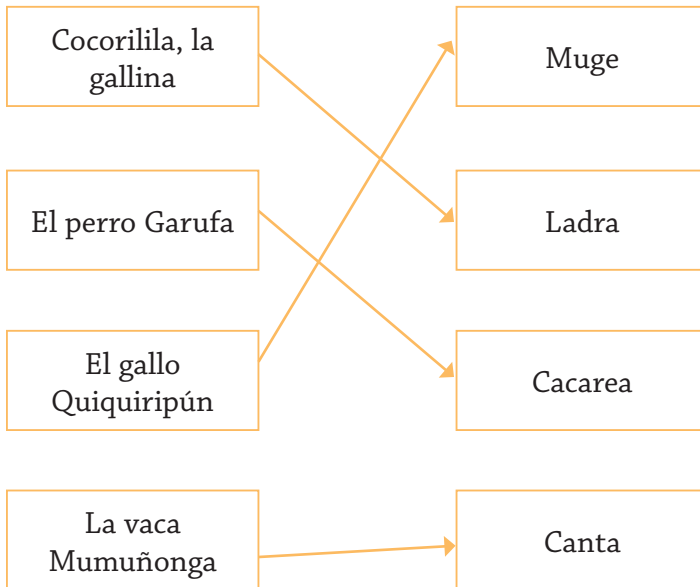 Cocorilila, la
gallina
Muge
El perro Garufa
Ladra
El gallo
Quiquiripún
Cacarea
La vaca
Mumuñonga
Canta